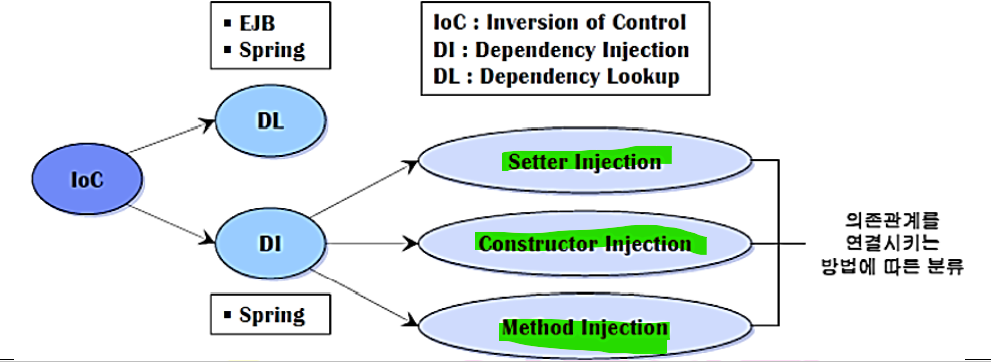 ▪ EJB
▪ Spring
IoC : Inversion of Control
DI : Dependency Injection
DL : Dependency Lookup
DL
IoC
DI
Setter Injection
Constructor Injection
Method Injection
의존관계를
연결시키는
방법에 따른 분류
▪ Spring